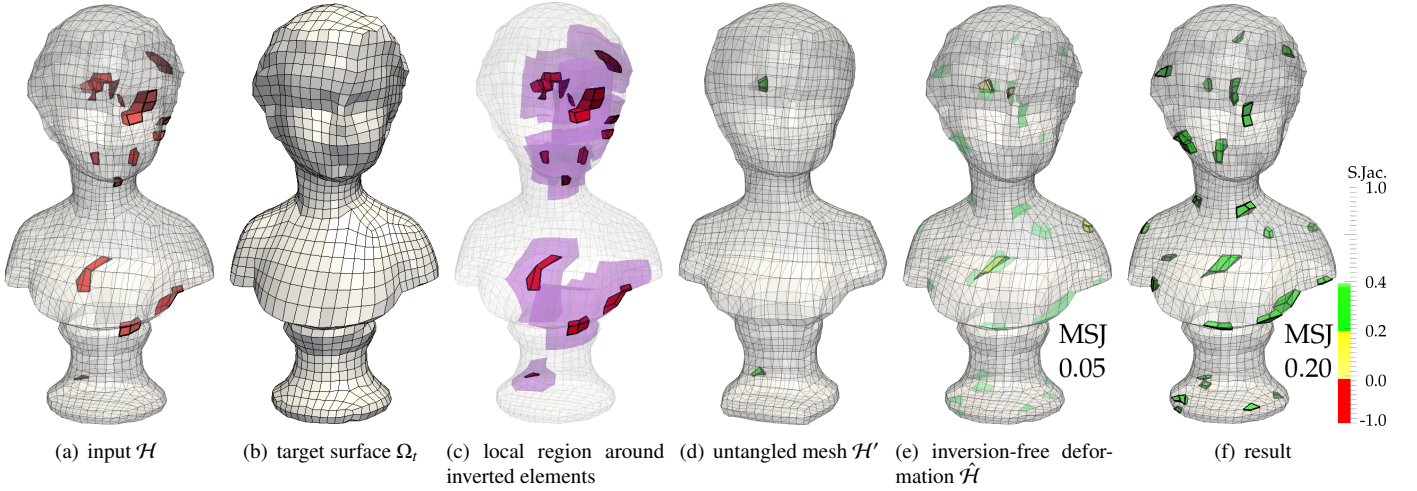 S.Jac.
1.0
0.4
MSJ
MSJ
0.2
0.05
0.20
0.0
-1.0
(a) input ℋ
(b) target surface Ωₜ
(c) local region around
inverted elements
(d) untangled mesh ℋ′
(e) inversion-free defor-
mation ℋ̂
(f) result